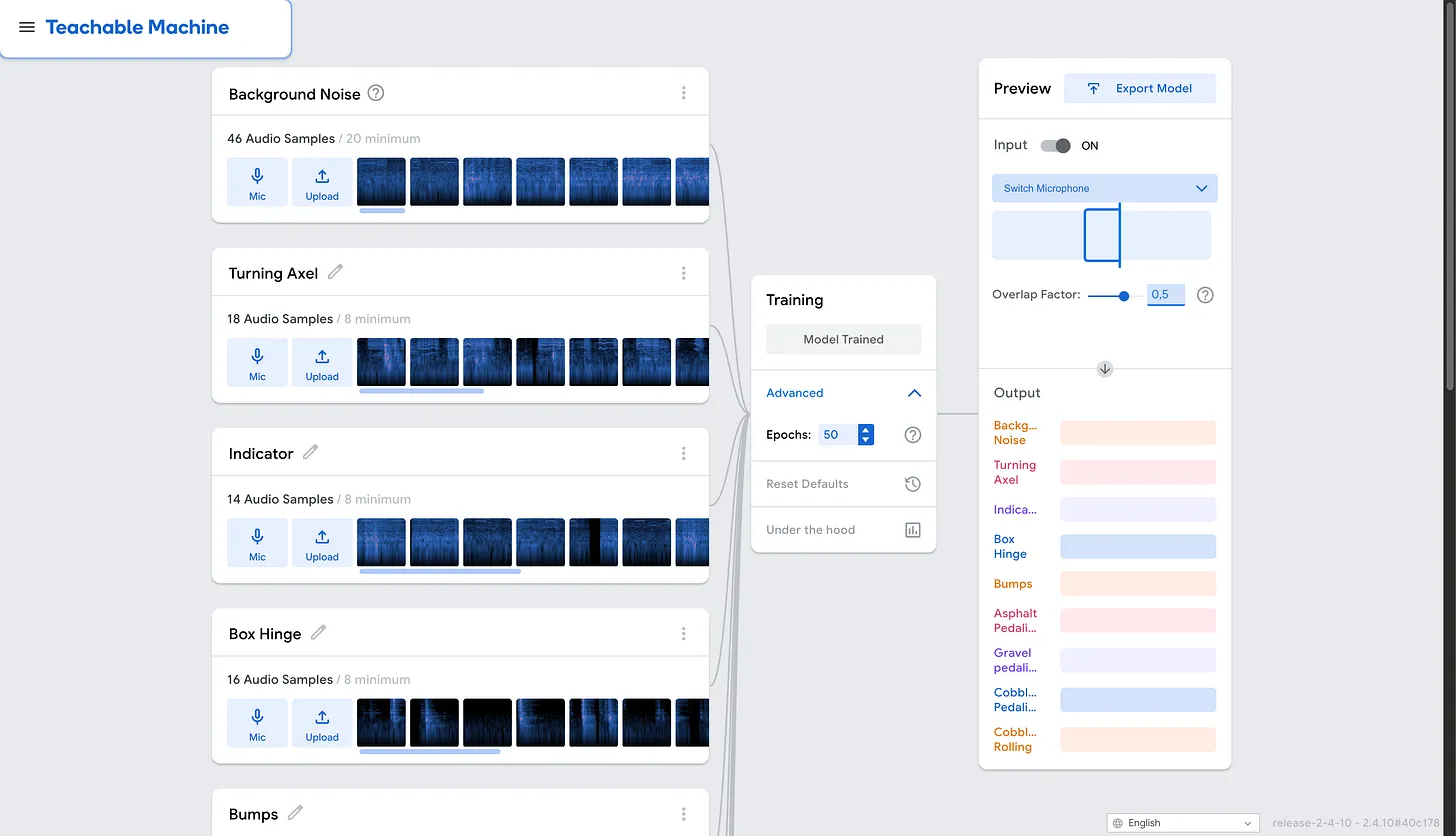 Teachable Machine
Background Noise
46 Audio Samples / 20 minimum
Mic
Upload
Turning Axel
18 Audio Samples / 8 minimum
Mic
Upload
Indicator
14 Audio Samples / 8 minimum
Mic
Upload
Box Hinge
16 Audio Samples / 8 minimum
Mic
Upload
Bumps
Training
Model Trained
Advanced
Epochs: 50
Reset Defaults
Under the hood
Preview
Export Model
Input ON
Switch Microphone
Overlap Factor: 0,5
Output
Backg...
Noise
Turning
Axel
Indica...
Box
Hinge
Bumps
Asphalt
Pedali...
Gravel
pedali...
Cobbl...
Pedali...
Cobbl...
Rolling
English
release-2-4-10 - 2.4.10#40c178